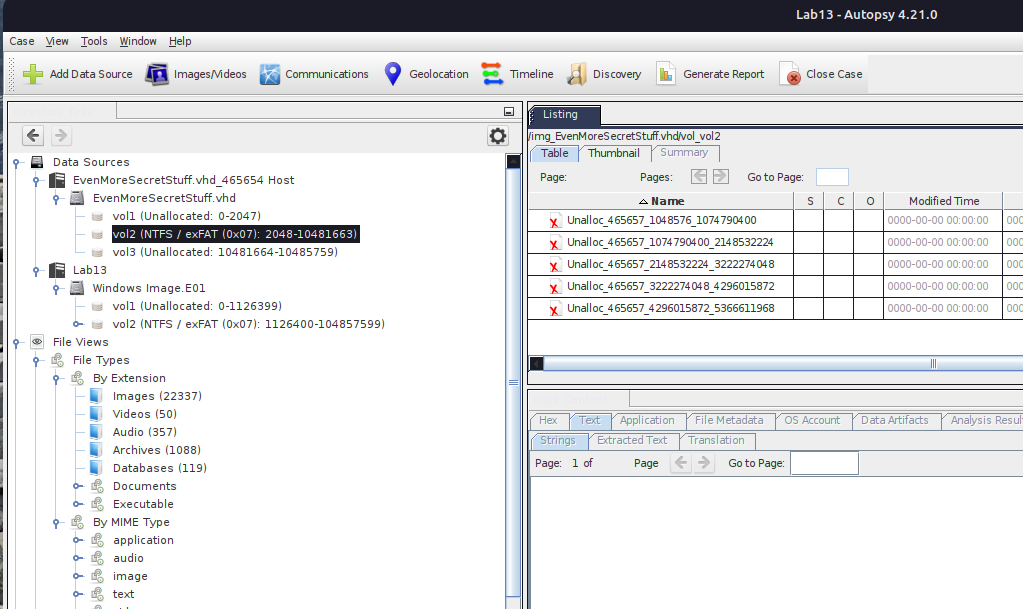 Lab13 - Autopsy 4.21.0
Case View Tools Window Help
Add Data Source Images/Videos Communications Geolocation Timeline Discovery Generate Report Close Case
Listing
/img_EvenMoreSecretStuff.vhd/vol_vol2
Table Thumbnail Summary
Page: Pages: Go to Page:
Name S C O Modified Time
Unalloc_465657_1048576_1074790400 0000-00-00 00:00:00 000
Unalloc_465657_1074790400_2148532224 0000-00-00 00:00:00 000
Unalloc_465657_2148532224_3222274048 0000-00-00 00:00:00 000
Unalloc_465657_3222274048_4296015872 0000-00-00 00:00:00 000
Unalloc_465657_4296015872_5366611968 0000-00-00 00:00:00 000
Data Sources
EvenMoreSecretStuff.vhd_465654 Host
EvenMoreSecretStuff.vhd
vol1 (Unallocated: 0-2047)
vol2 (NTFS / exFAT (0x07): 2048-10481663)
vol3 (Unallocated: 10481664-10485759)
Lab13
Windows Image.E01
vol1 (Unallocated: 0-1126399)
vol2 (NTFS / exFAT (0x07): 1126400-104857599)
File Views
File Types
By Extension
Images (22337)
Videos (50)
Audio (357)
Archives (1088)
Databases (119)
Documents
Executable
By MIME Type
application
audio
image
text
Hex Text Application File Metadata OS Account Data Artifacts Analysis Resul
Strings Extracted Text Translation
Page: 1 of Page Go to Page: